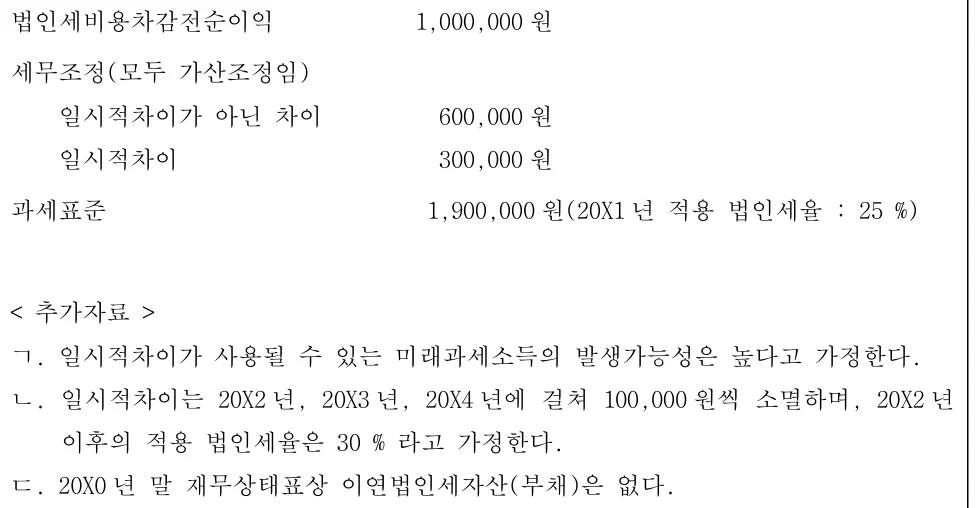 법인세비용차감전순이익 1,000,000 원
세무조정(모두 가산조정임)
일시적차이가 아닌 차이 600,000 원
일시적차이 300,000 원
과세표준 1,900,000 원(20X1 년 적용 법인세율 : 25 %)
< 추가자료 >
ㄱ. 일시적차이가 사용될 수 있는 미래과세소득의 발생가능성은 높다고 가정한다.
ㄴ. 일시적차이는 20X2 년, 20X3 년, 20X4 년에 걸쳐 100,000 원씩 소멸하며, 20X2 년
이후의 적용 법인세율은 30 % 라고 가정한다.
ㄷ. 20X0 년 말 재무상태표상 이연법인세자산(부채)은 없다.